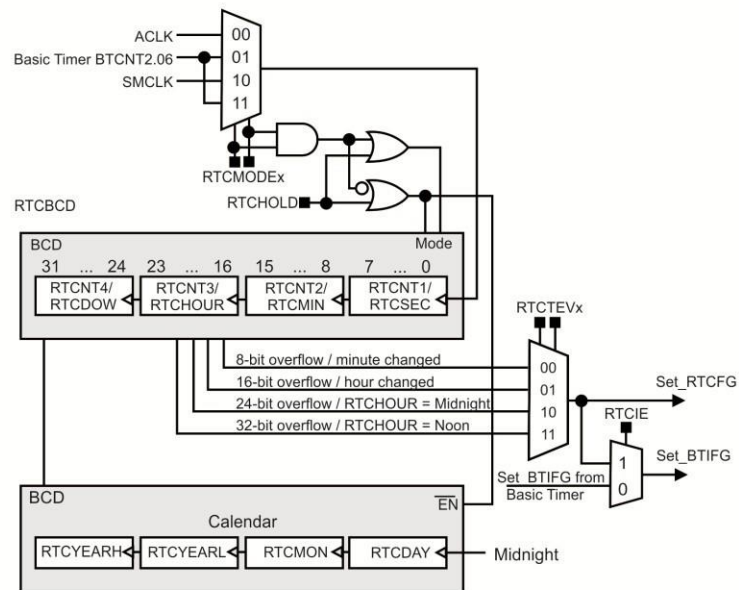 ACLK
00
Basic Timer BTCNT2.06
01
SMCLK
10
11
RTCMODEx
RTCHOLD
RTCBCD
BCD
Mode
31 ... 24 23 ... 16 15 ... 8 7 ... 0
RTCNT4/ RTCNT3/ RTCNT2/ RTCNT1/
RTCDOW RTCHOUR RTCMIN RTCSEC
RTCTEVx
8-bit overflow / minute changed
00
16-bit overflow / hour changed
01
Set_RTCFG
24-bit overflow / RTCHOUR = Midnight
10
RTCIE
32-bit overflow / RTCHOUR = Noon
11
1
Set_BTIFG
Set_BTIFG from
Basic Timer
0
BCD
EN
Calendar
RTCYEARH RTCYEARL RTCMON RTCDAY
Midnight